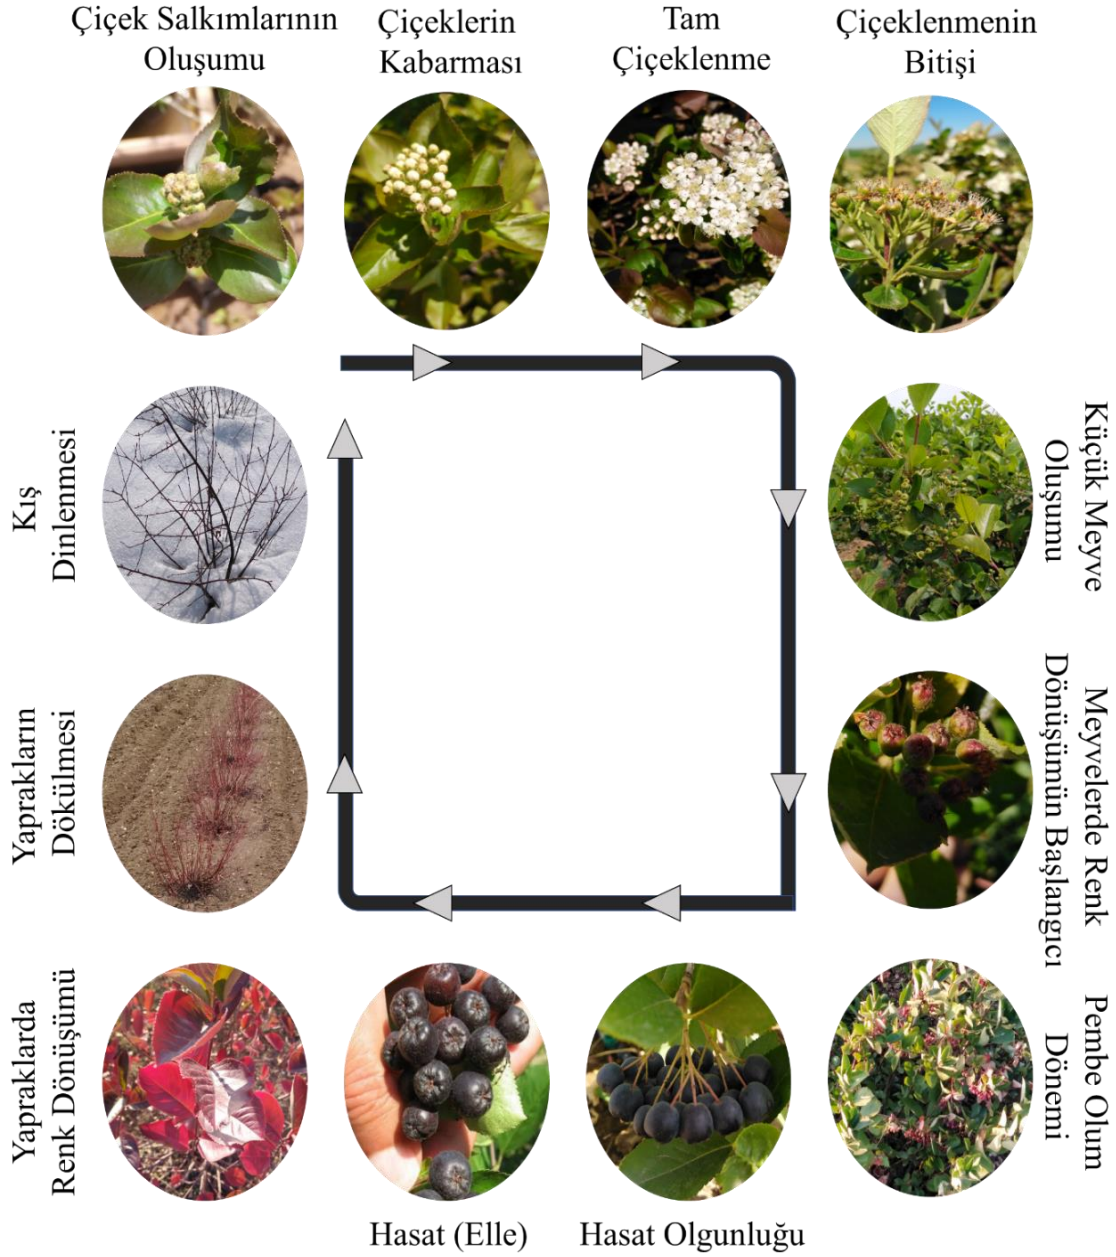 Çiçek Salkımlarının
Oluşumu
Çiçeklerin
Kabarması
Tam
Çiçeklenme
Çiçeklenmenin
Bitişi
Küçük Meyve
Oluşumu
Meyvelerde Renk
Dönüşümün Başlangıcı
Pembe Olum
Dönemi
Hasat Olgunluğu
Hasat (Elle)
Yapraklarda
Renk Dönüşümü
Yaprakların
Dökülmesi
Kış
Dinlenmesi